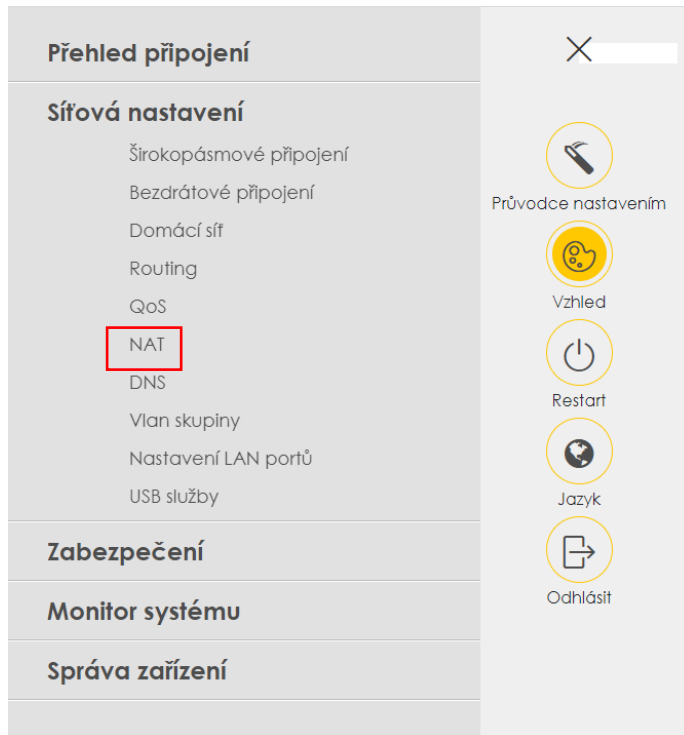 Přehled připojení
Síťová nastavení
Širokopásmové připojení
Bezdrátové připojení
Domácí síť
Routing
QoS
NAT
DNS
Vlan skupiny
Nastavení LAN portů
USB služby
Zabezpečení
Monitor systému
Správa zařízení
Průvodce nastavením
Vzhled
Restart
Jazyk
Odhlásit